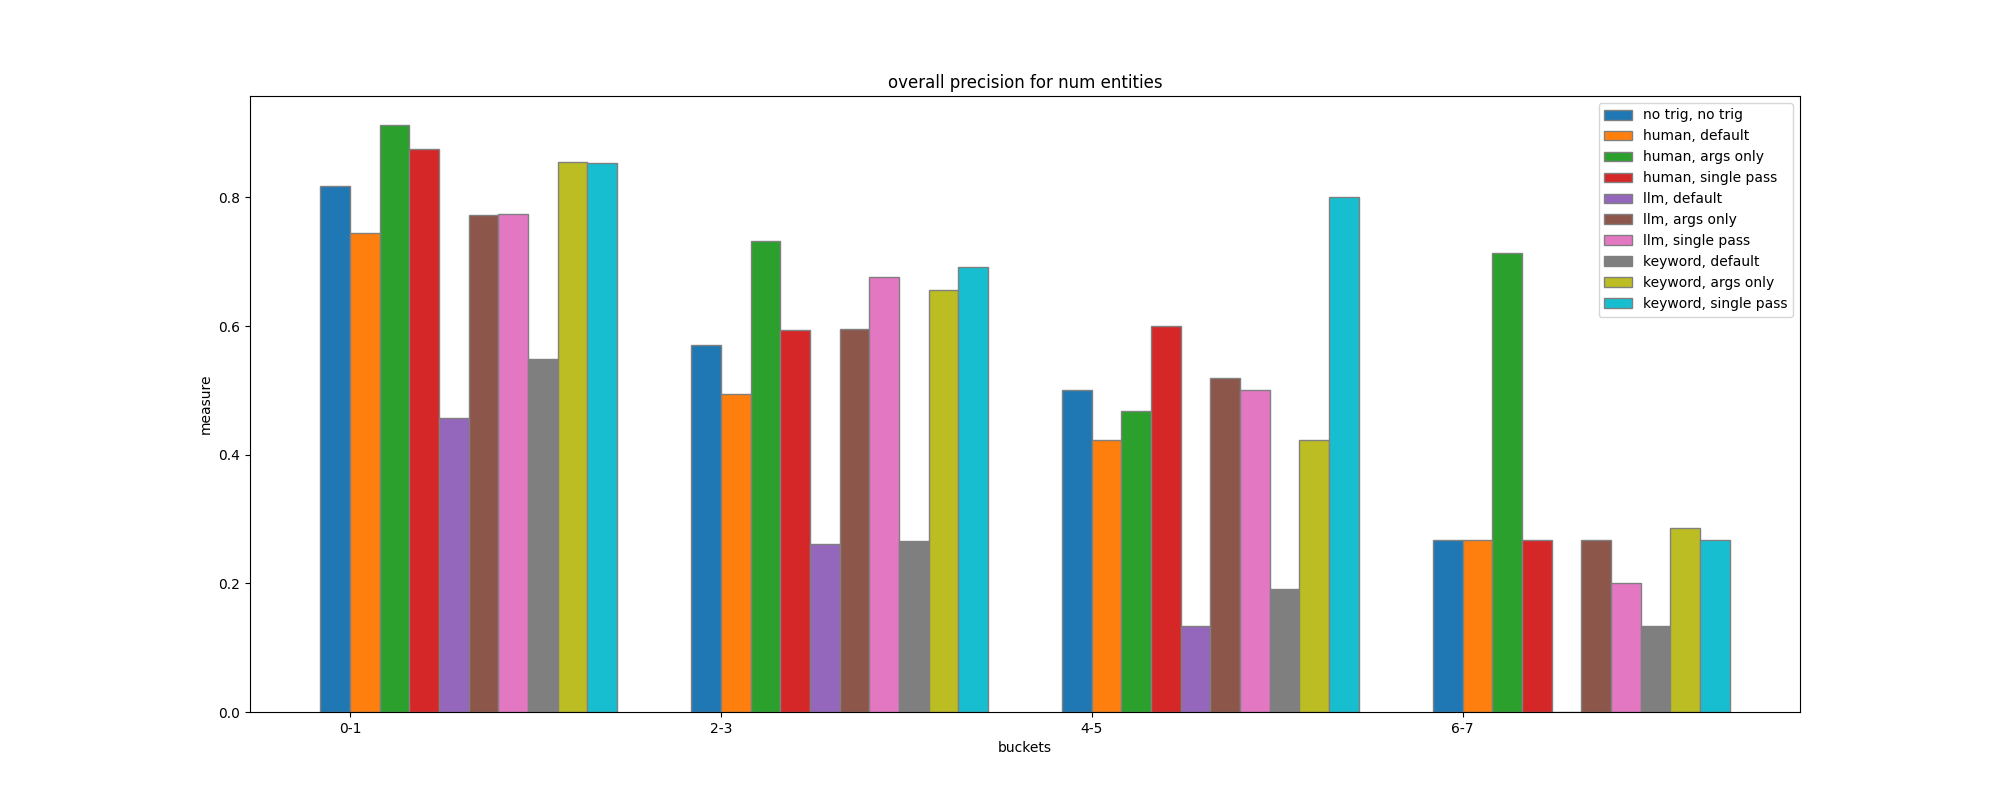 overall precision for num entities
no trig, no trig
human, default
human, args only
human, single pass
llm, default
llm, args only
llm, single pass
keyword, default
keyword, args only
keyword, single pass
0.8
0.6
0.4
0.2
0.0
measure
0-1 2-3 4-5 6-7
buckets